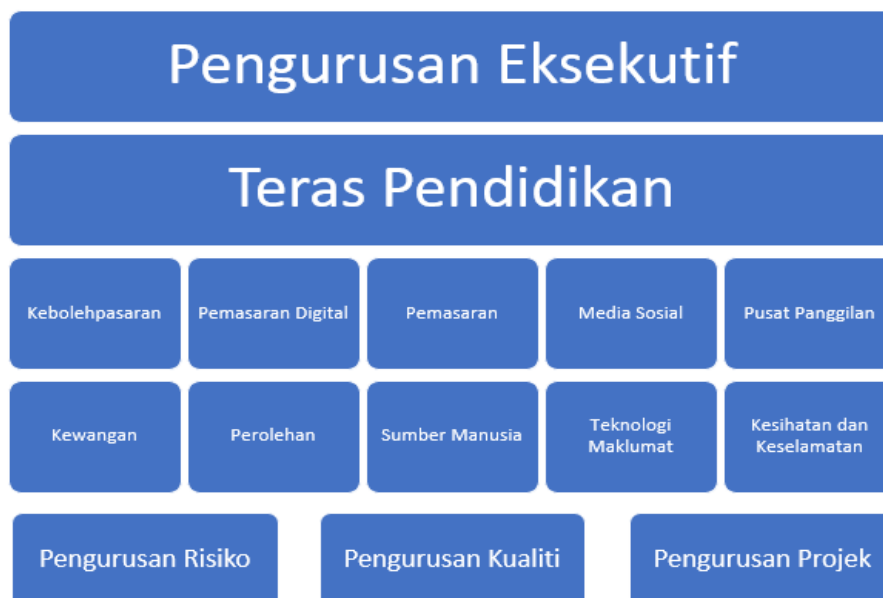 Pengurusan Eksekutif
Teras Pendidikan
Kebolehpasaran
Pemasaran Digital
Pemasaran
Media Sosial
Pusat Panggilan
Kewangan
Perolehan
Sumber Manusia
Teknologi
Maklumat
Kesihatan dan
Keselamatan
Pengurusan Risiko
Pengurusan Kualiti
Pengurusan Projek